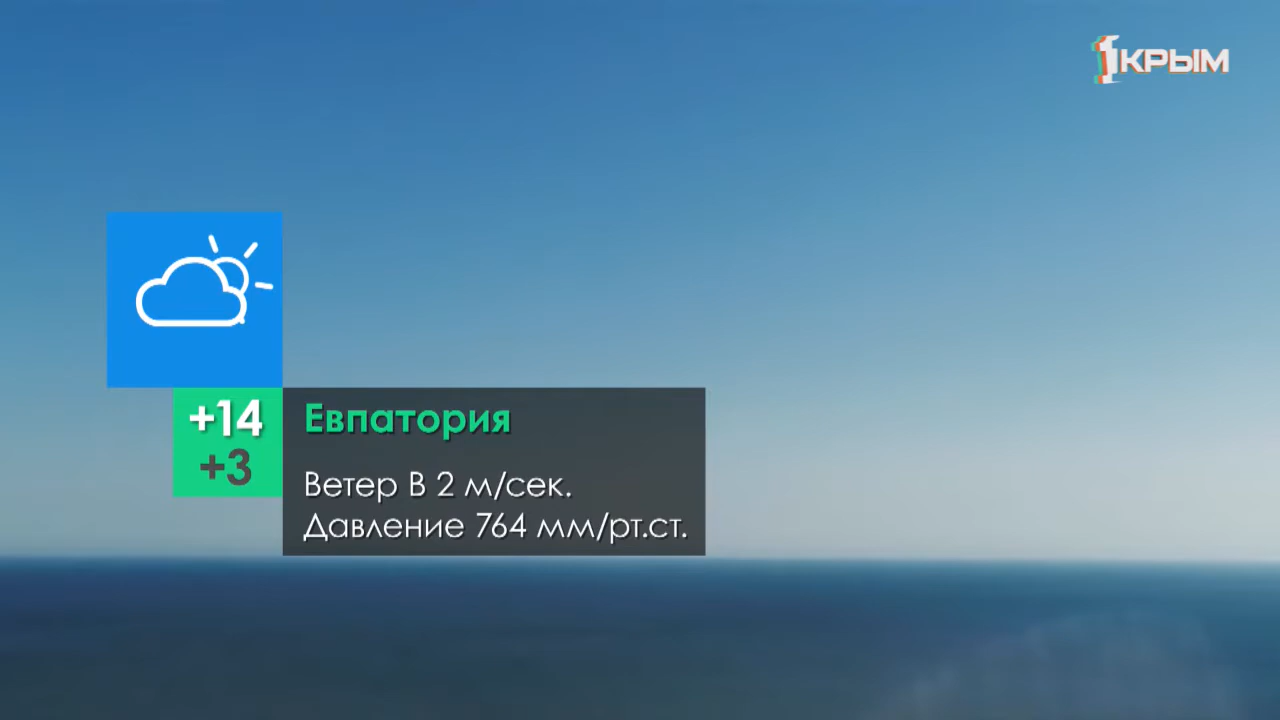 1КРЫМ
+14
+3
Евпатория
Ветер В 2 м/сек.
Давление 764 мм/рт.ст.